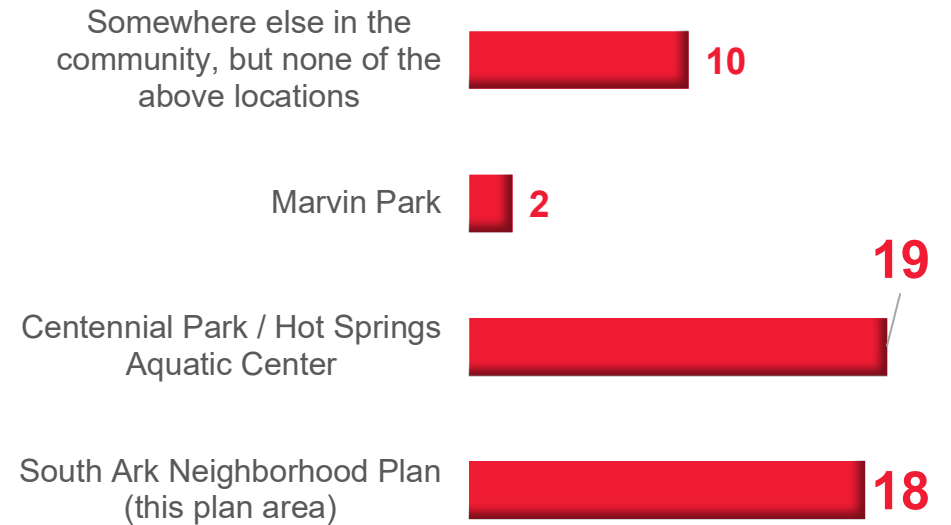 Somewhere else in the
community, but none of the
above locations
10
Marvin Park
2
19
Centennial Park / Hot Springs
Aquatic Center
South Ark Neighborhood Plan
(this plan area)
18